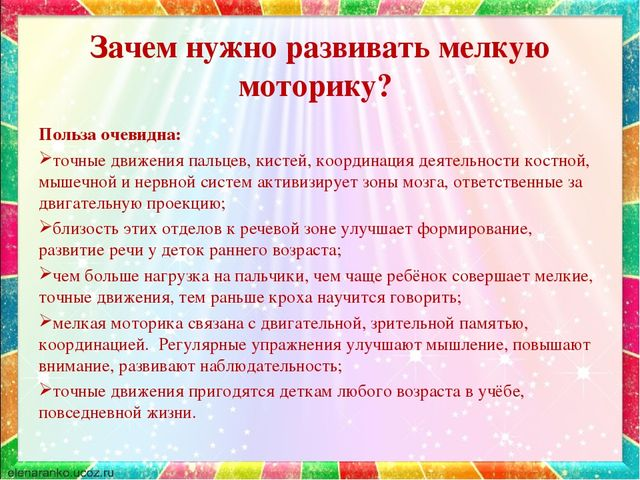 Зачем нужно развивать мелкую
моторику?
Польза очевидна:
➢точные движения пальцев, кистей, координация деятельности костной,
мышечной и нервной систем активизирует зоны мозга, ответственные за
двигательную проекцию;
➢близость этих отделов к речевой зоне улучшает формирование,
развитие речи у деток раннего возраста;
➢чем больше нагрузка на пальчики, чем чаще ребёнок совершает мелкие,
точные движения, тем раньше кроха научится говорить;
➢мелкая моторика связана с двигательной, зрительной памятью,
координацией. Регулярные упражнения улучшают мышление, повышают
внимание, развивают наблюдательность;
➢точные движения пригодятся деткам любого возраста в учёбе,
повседневной жизни.
elenaranko.ucoz.ru